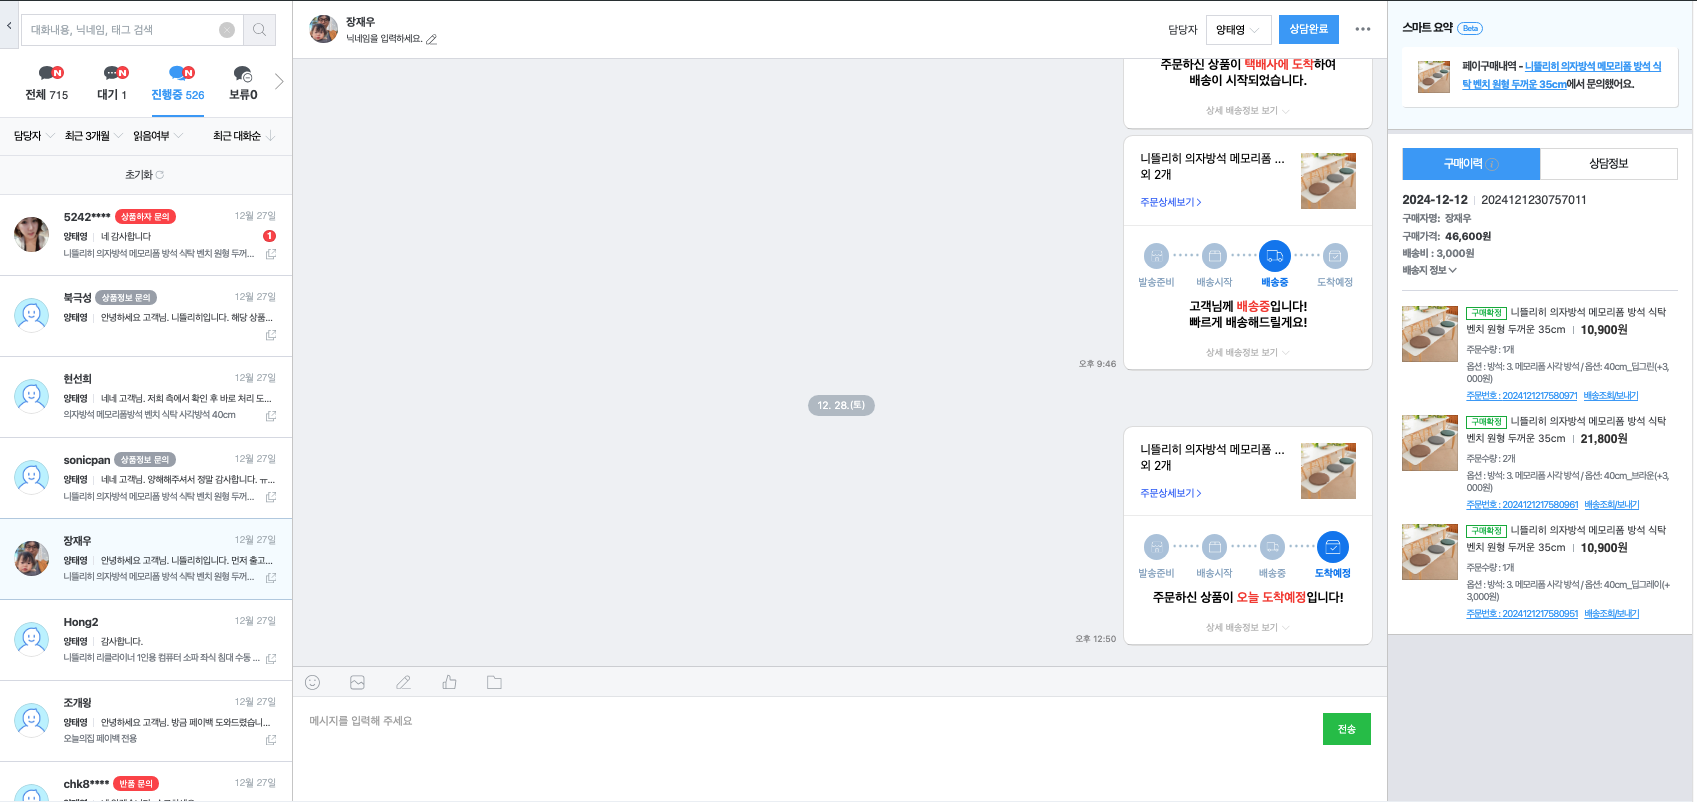 대화내용, 닉네임, 태그 검색
전체 715
대기 1
진행중 526
보류0
담당자
최근 3개월
읽음여부
최근 대화순
초기화
5242**** 상품하자 문의 12월 27일
양태영 네 감사합니다 1
니뜰리히 의자방석 메모리폼 방석 식탁 벤치 원형 두꺼...
북극성 상품정보 문의 12월 27일
양태영 안녕하세요 고객님. 니뜰리히입니다. 해당 상품...
현선희 12월 27일
양태영 네네 고객님. 저희 측에서 확인 후 바로 처리 도...
의자방석 메모리폼방석 벤치 식탁 사각방석 40cm
sonicpan 상품정보 문의 12월 27일
양태영 네네 고객님. 양해해주셔서 정말 감사합니다. ㅠ...
니뜰리히 의자방석 메모리폼 방석 식탁 벤치 원형 두꺼...
장재우 12월 27일
양태영 안녕하세요 고객님. 니뜰리히입니다. 먼저 출고...
니뜰리히 의자방석 메모리폼 방석 식탁 벤치 원형 두꺼...
Hong2 12월 27일
양태영 감사합니다.
니뜰리히 리클라이너 1인용 컴퓨터 소파 좌식 침대 수동 ...
조개왕 12월 27일
양태영 안녕하세요 고객님. 방금 페이백 도와드렸습니...
오늘의집 페이백 전용
chk8**** 반품 문의 12월 27일
장재우
닉네임을 입력하세요.
담당자 양태영 상담완료
주문하신 상품이 택배사에 도착하여
배송이 시작되었습니다.
상세 배송정보 보기
니뜰리히 의자방석 메모리폼 ...
외 2개
주문상세보기
발송준비 배송시작 배송중 도착예정
고객님께 배송중입니다!
빠르게 배송해드릴게요!
상세 배송정보 보기
오후 9:46
12. 28.(토)
니뜰리히 의자방석 메모리폼 ...
외 2개
주문상세보기
발송준비 배송시작 배송중 도착예정
주문하신 상품이 오늘 도착예정입니다!
상세 배송정보 보기
오후 12:50
메시지를 입력해 주세요
전송
스마트 요약 Beta
페이구매내역 - 니뜰리히 의자방석 메모리폼 방석 식
탁 벤치 원형 두꺼운 35cm에서 문의했어요.
구매이력 상담정보
2024-12-12 2024121230757011
구매자명: 장재우
구매가격: 46,600원
배송비 : 3,000원
배송지 정보
구매확정 니뜰리히 의자방석 메모리폼 방석 식탁
벤치 원형 두꺼운 35cm 10,900원
주문수량 : 1개
옵션 : 방석: 3. 메모리폼 사각 방석 / 옵션: 40cm_딥그린(+3,
000원)
주문번호 : 2024121217580971 배송조회/보내기
구매확정 니뜰리히 의자방석 메모리폼 방석 식탁
벤치 원형 두꺼운 35cm 21,800원
주문수량 : 2개
옵션 : 방석: 3. 메모리폼 사각 방석 / 옵션: 40cm_브라운(+3,
000원)
주문번호 : 2024121217580961 배송조회/보내기
구매확정 니뜰리히 의자방석 메모리폼 방석 식탁
벤치 원형 두꺼운 35cm 10,900원
주문수량 : 1개
옵션 : 방석: 3. 메모리폼 사각 방석 / 옵션: 40cm_딥그레이(+
3,000원)
주문번호 : 2024121217580951 배송조회/보내기